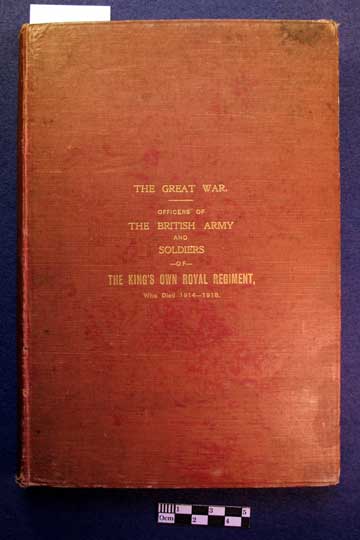 THE GREAT WAR.
OFFICERS OF
THE BRITISH ARMY
AND
SOLDIERS
—OF—
THE KING'S OWN ROYAL REGIMENT,
Who Died 1914—1918.
1 3 5
0cm 2 4